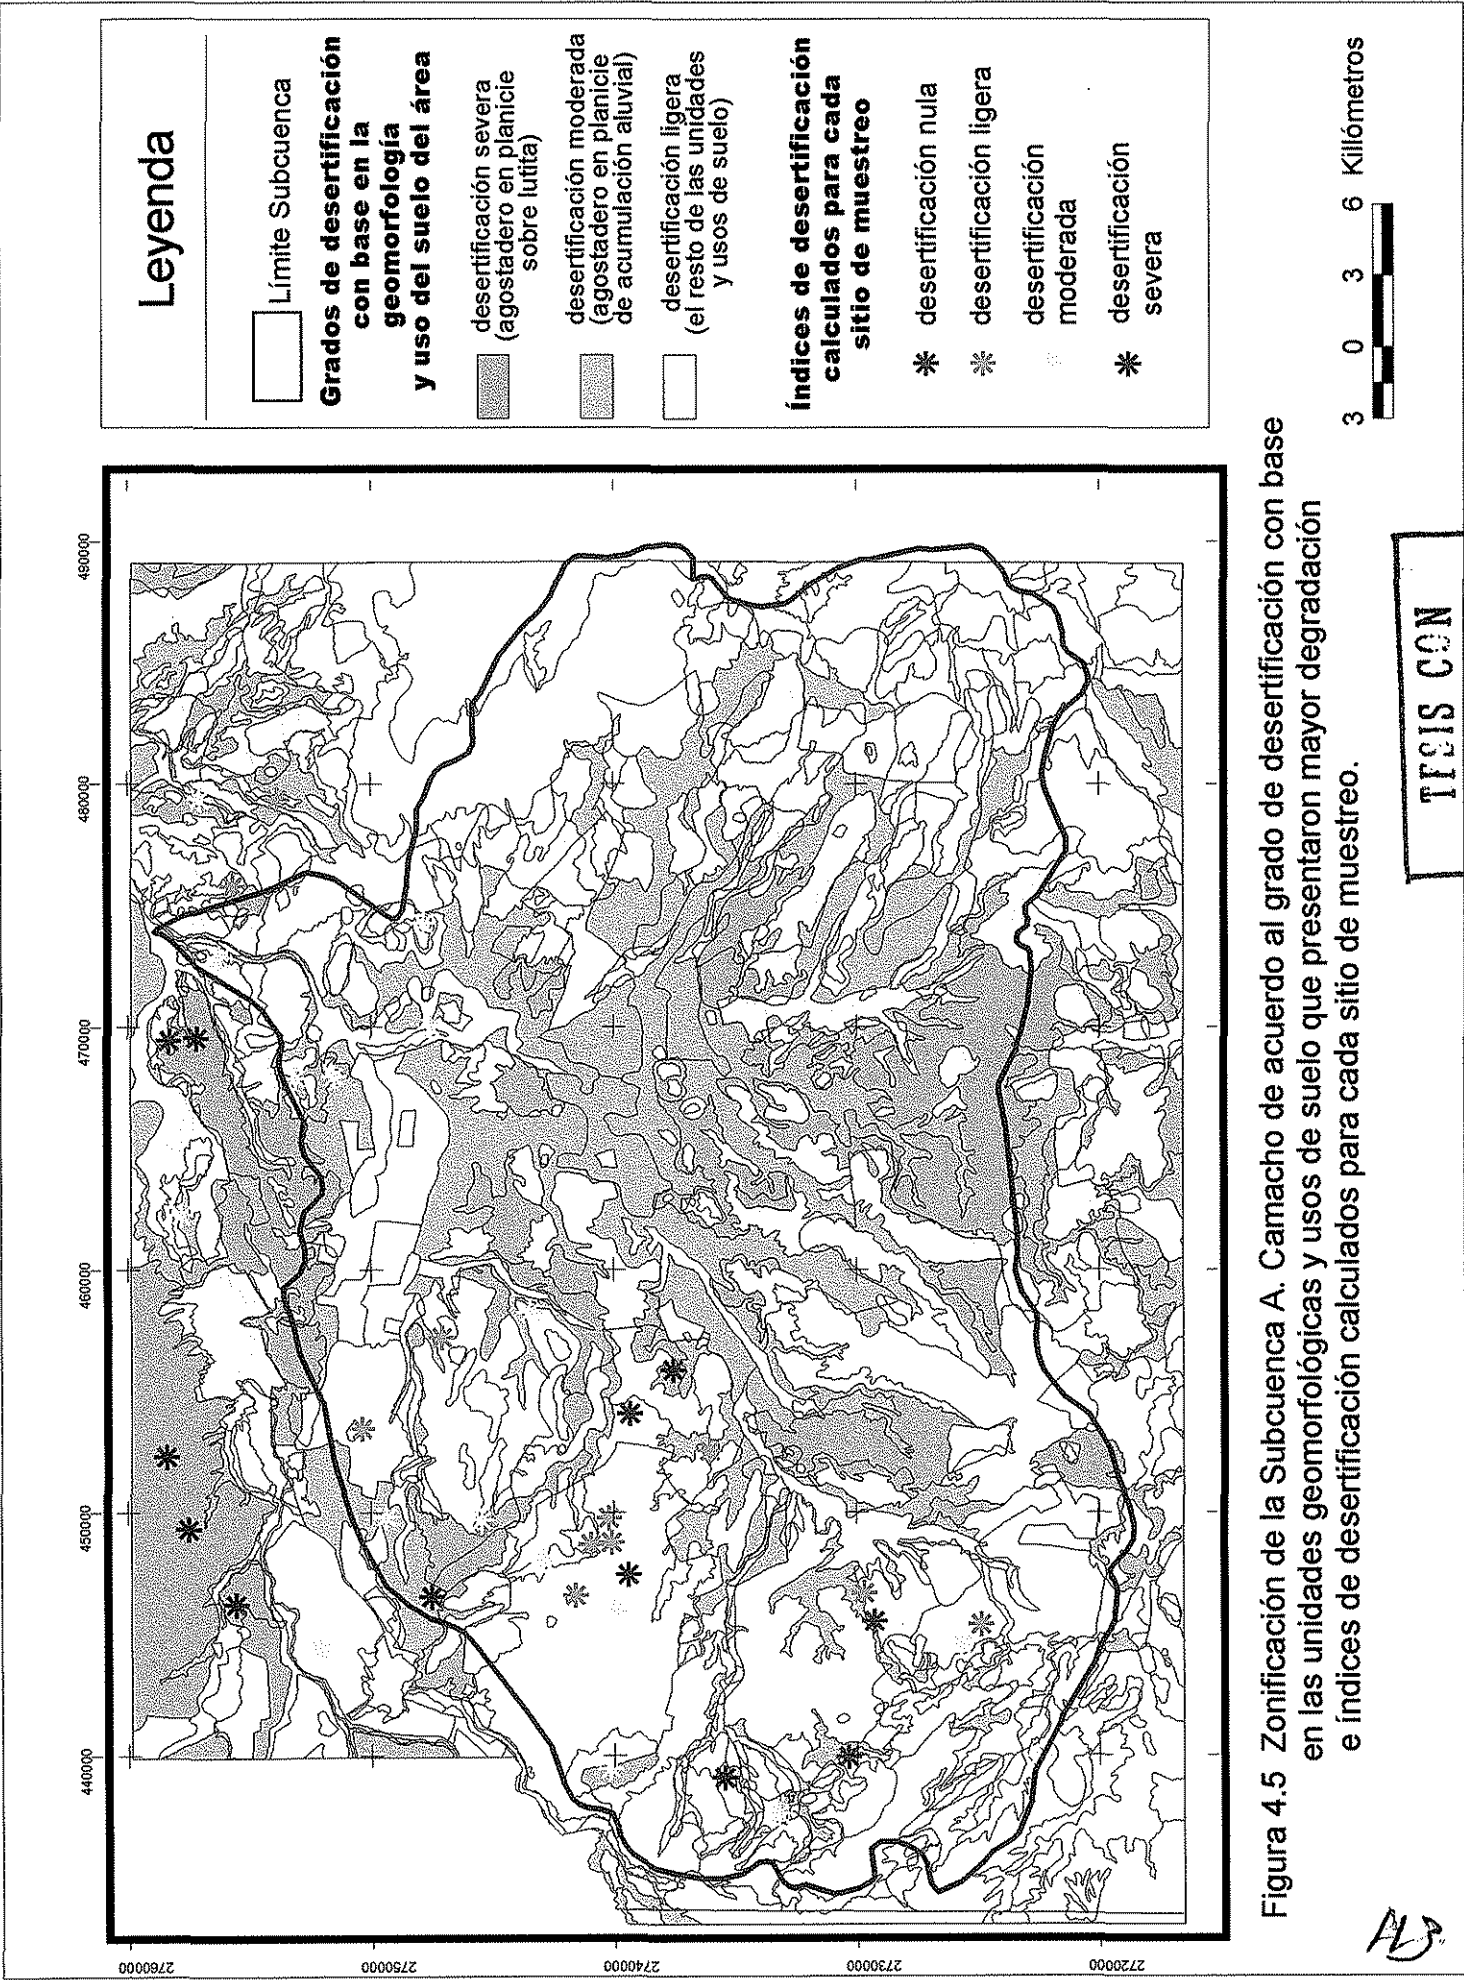 Leyenda
Límite Subcuenca
Grados de desertificación
con base en la
geomorfología
y uso del suelo del área
desertificación severa
(agostadero en planicie
sobre lutita)
desertificación moderada
(agostadero en planicie
de acumulación aluvial)
desertificación ligera
(el resto de las unidades
y usos de suelo)
Índices de desertificación
calculados para cada
sitio de muestreo
desertificación nula
desertificación ligera
desertificación
moderada
desertificación
severa
3 0 3 6 Kilómetros
440000 450000 460000 470000 480000 490000
2760000
2750000
2740000
2730000
2720000
Figura 4.5 Zonificación de la Subcuenca A. Camacho de acuerdo al grado de desertificación con base
en las unidades geomorfológicas y usos de suelo que presentaron mayor degradación
e índices de desertificación calculados para cada sitio de muestreo.
TESIS CON